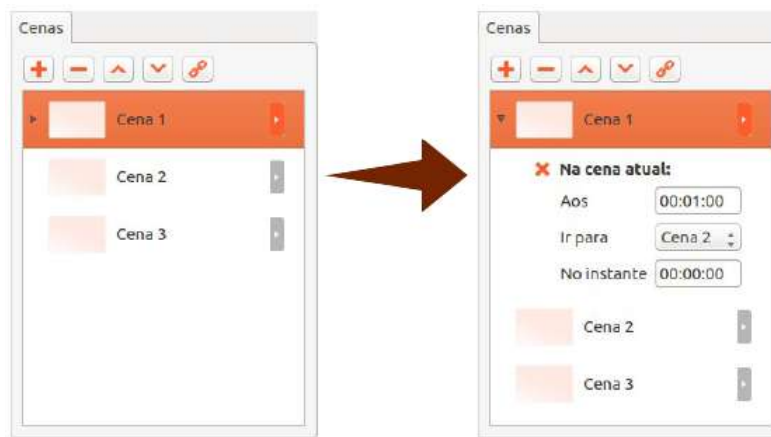 Cenas
Cena 1
Cena 2
Cena 3
Cenas
Cena 1
Na cena atual:
Aos 00:01:00
Ir para Cena 2
No instante 00:00:00
Cena 2
Cena 3